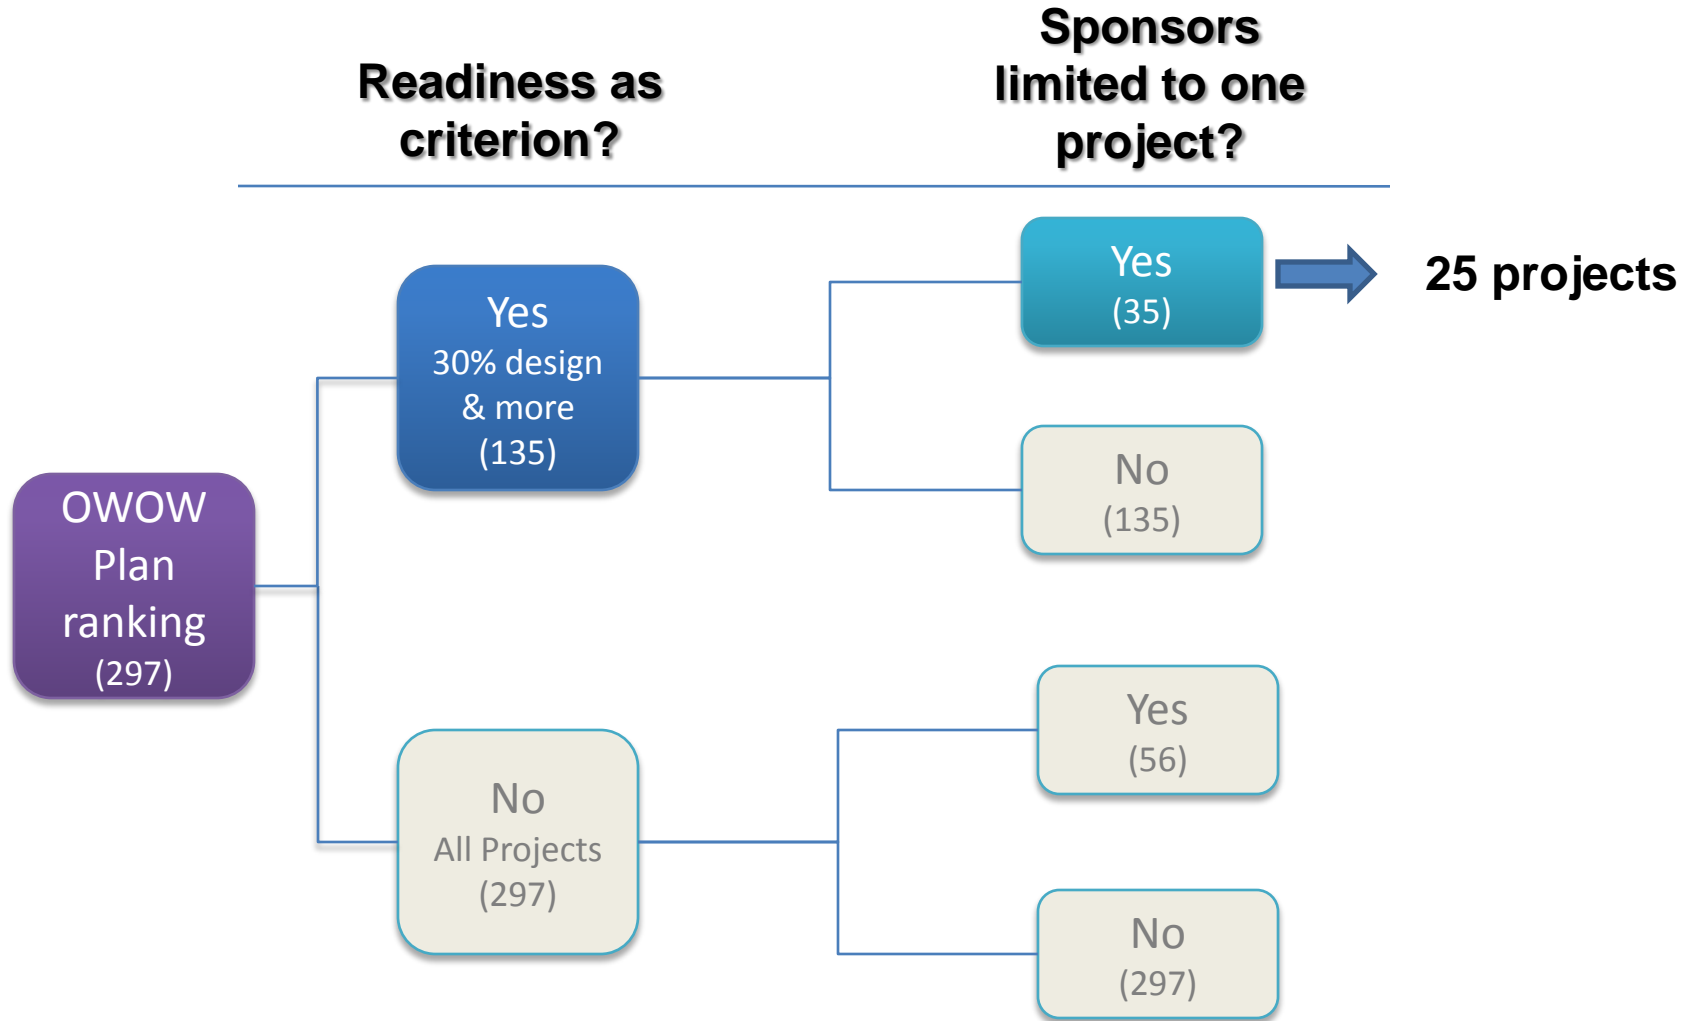 Readiness as
criterion?
Sponsors
limited to one
project?
OWOW
Plan
ranking
(297)
Yes
30% design
& more
(135)
No
All Projects
(297)
Yes
(35)
25 projects
No
(135)
Yes
(56)
No
(297)